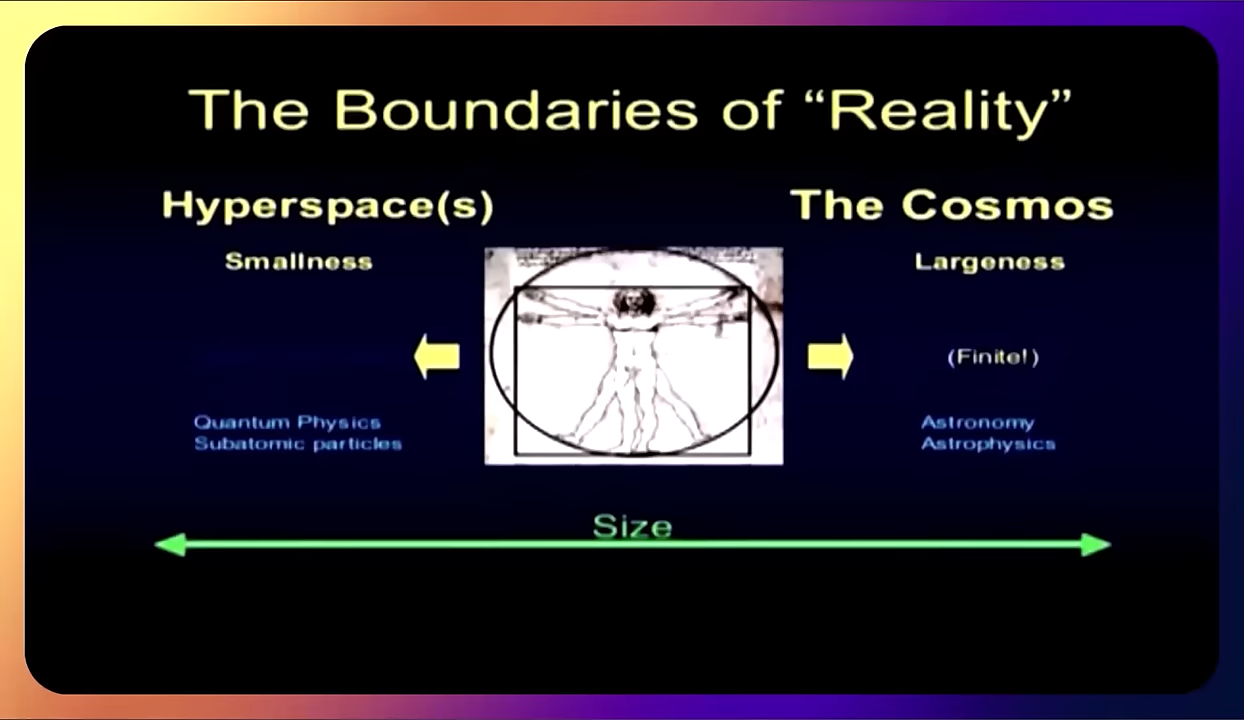 The Boundaries of “Reality”
Hyperspace(s)
Smallness
Quantum Physics
Subatomic particles
The Cosmos
Largeness
(Finite!)
Astronomy
Astrophysics
Size